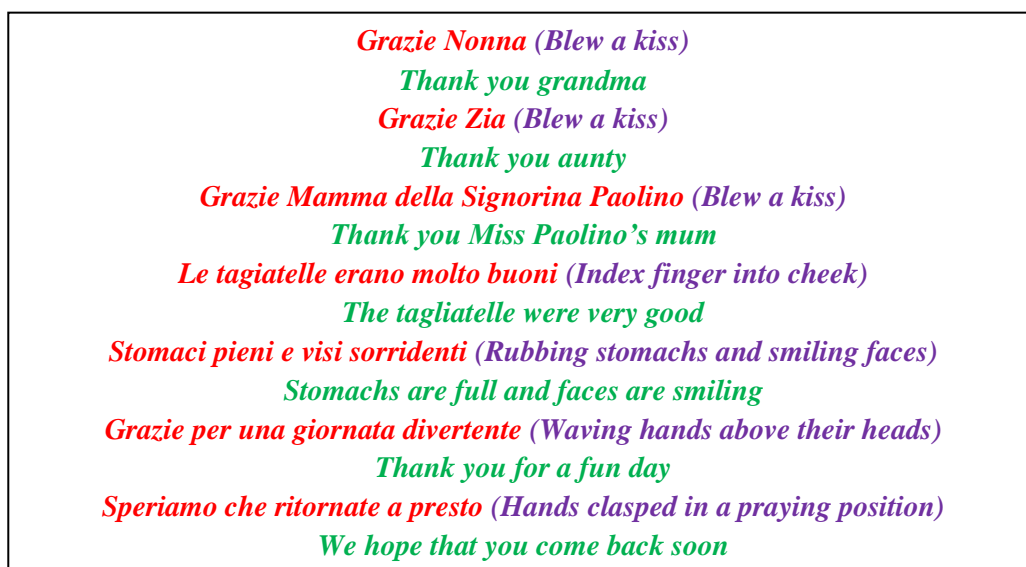 Grazie Nonna (Blew a kiss)
Thank you grandma
Grazie Zia (Blew a kiss)
Thank you aunty
Grazie Mamma della Signorina Paolino (Blew a kiss)
Thank you Miss Paolino’s mum
Le tagiatelle erano molto buoni (Index finger into cheek)
The tagliatelle were very good
Stomaci pieni e visi sorridenti (Rubbing stomachs and smiling faces)
Stomachs are full and faces are smiling
Grazie per una giornata divertente (Waving hands above their heads)
Thank you for a fun day
Speriamo che ritornate a presto (Hands clasped in a praying position)
We hope that you come back soon